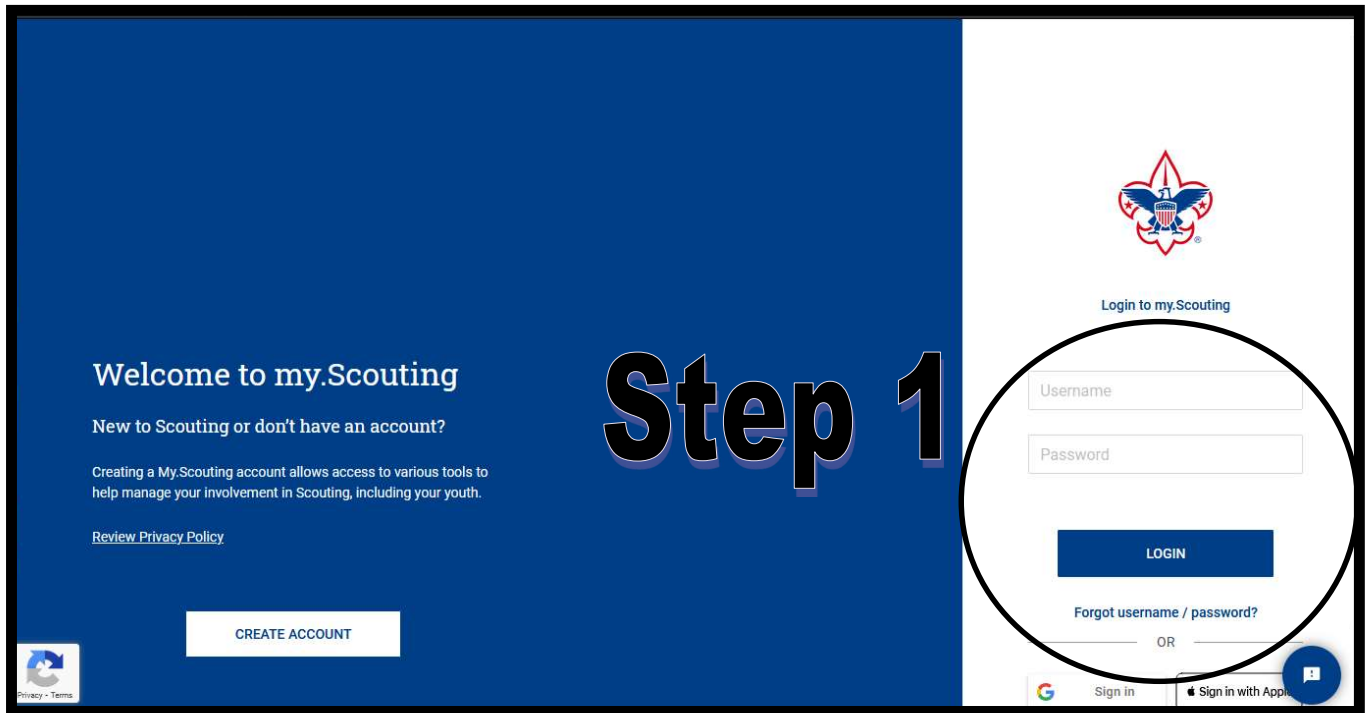 Welcome to my.Scouting
New to Scouting or don't have an account?
Creating a My.Scouting account allows access to various tools to
help manage your involvement in Scouting, including your youth.
Review Privacy Policy
CREATE ACCOUNT
Privacy - Terms
Step 1
®
Login to my.Scouting
Username
Password
LOGIN
Forgot username / password?
OR
Sign in
Sign in with